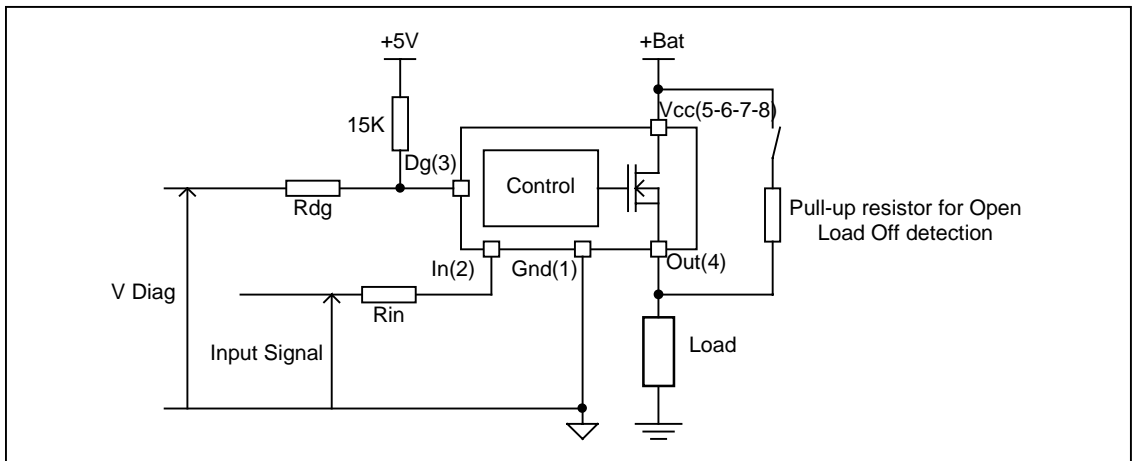 +5V
+Bat
Vcc(5-6-7-8)
15K
Dg(3)
Control
Rdg
Pull-up resistor for Open
Load Off detection
In(2)
Gnd(1)
Out(4)
V Diag
Rin
Input Signal
Load